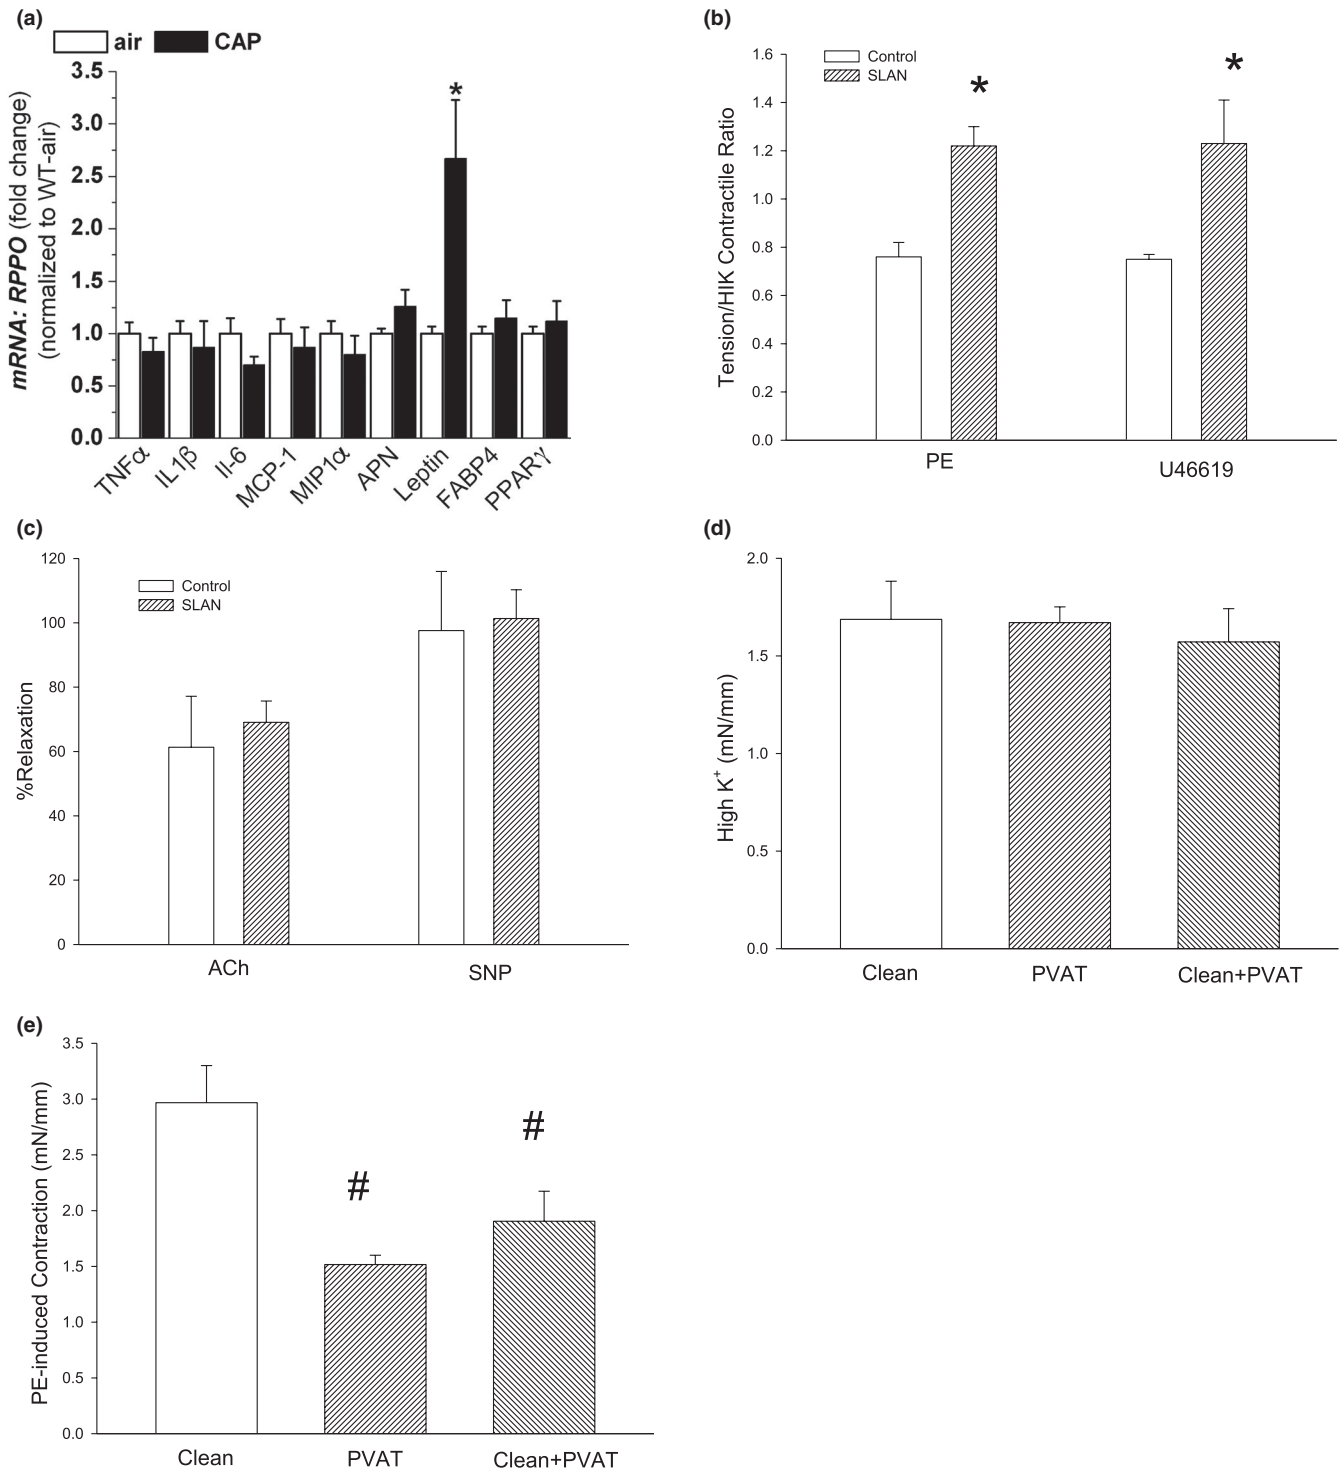 (a)
air CAP
mRNA: RPPO (fold change)
(normalized to WT-air)
3.5
3.0
2.5
2.0
1.5
1.0
0.5
0.0
*
TNFα IL1β Il-6 MCP-1 MIP1α APN Leptin FABP4 PPARγ
(b)
Control
SLAN
Tension/HIK Contractile Ratio
1.6
1.4
1.2
1.0
0.8
0.6
0.4
0.2
0.0
* *
PE U46619
(c)
Control
SLAN
%Relaxation
120
100
80
60
40
20
0
ACh SNP
(d)
High K⁺ (mN/mm)
2.0
1.5
1.0
0.5
0.0
Clean PVAT Clean+PVAT
(e)
PE-induced Contraction (mN/mm)
3.5
3.0
2.5
2.0
1.5
1.0
0.5
0.0
# #
Clean PVAT Clean+PVAT